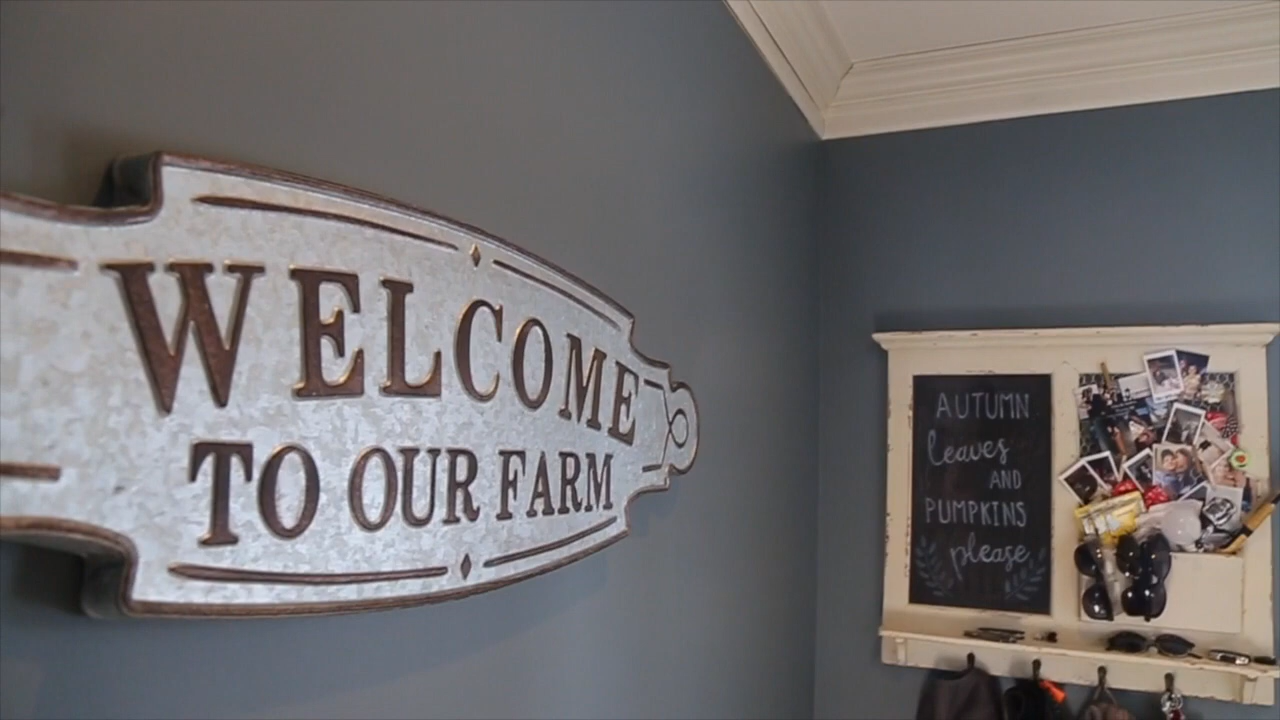 WELCOME
TO OUR FARM
AUTUMN
leaves
AND
PUMPKINS
please